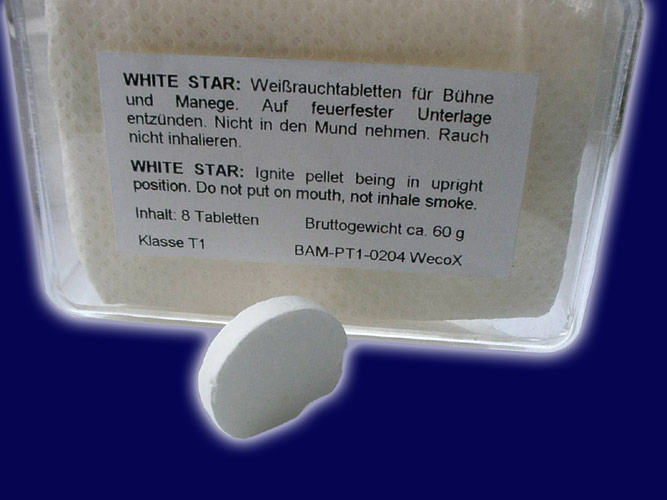 WHITE STAR: Weißrauchtabletten für Bühne
und Manege. Auf feuerfester Unterlage
entzünden. Nicht in den Mund nehmen. Rauch
nicht inhalieren.
WHITE STAR: Ignite pellet being in upright
position. Do not put on mouth, not inhale smoke.
Inhalt: 8 Tabletten Bruttogewicht ca. 60 g
Klasse T1 BAM-PT1-0204 WecoX